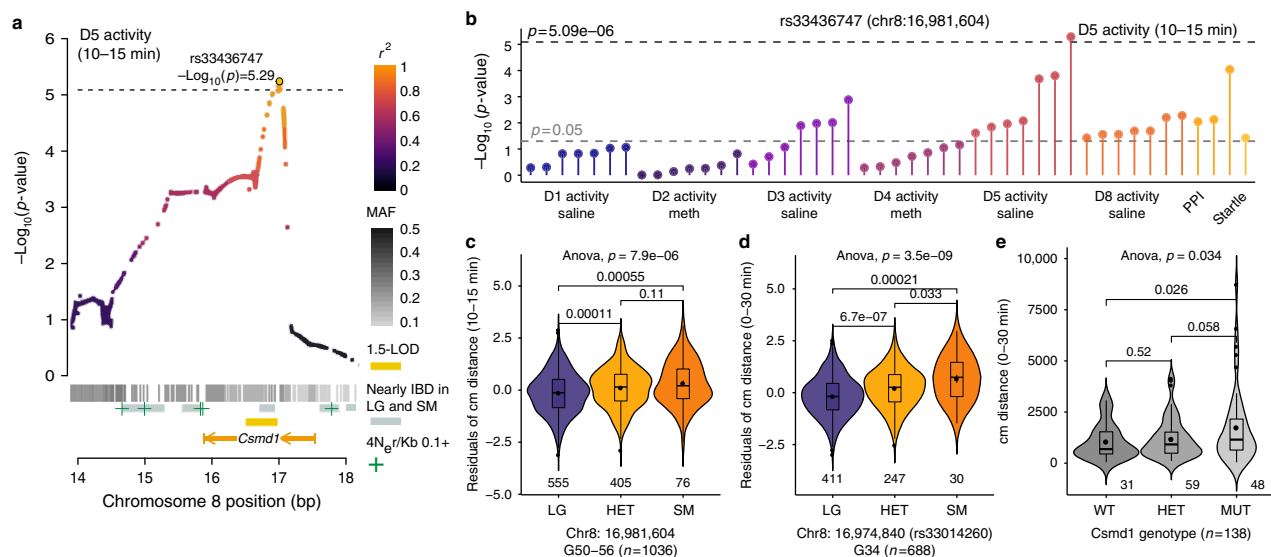 a
D5 activity
(10–15 min)
rs33436747
–Log10(p)=5.29
–Log10(p-value)
6
5
4
3
2
1
0
r2
1
0.8
0.6
0.4
0.2
0
MAF
0.5
0.4
0.3
0.2
0.1
1.5-LOD
Nearly IBD in
LG and SM
4Ner/Kb 0.1+
Csmd1
14 15 16 17 18
Chromosome 8 position (bp)
b
rs33436747 (chr8:16,981,604)
p=5.09e–06
D5 activity (10–15 min)
p=0.05
–Log10(p-value)
5
4
3
2
1
0
D1 activity
saline
D2 activity
meth
D3 activity
saline
D4 activity
meth
D5 activity
saline
D8 activity
saline
PPI
Startle
c
Anova, p = 7.9e–06
0.00055
0.11
0.00011
Residuals of cm distance (10–15 min)
5.0
2.5
0.0
–2.5
–5.0
555 405 76
LG HET SM
Chr8: 16,981,604
G50–56 (n=1036)
d
Anova, p = 3.5e–09
0.00021
0.033
6.7e–07
Residuals of cm distance (0–30 min)
5.0
2.5
0.0
–2.5
411 247 30
LG HET SM
Chr8: 16,974,840 (rs33014260)
G34 (n=688)
e
Anova, p = 0.034
0.026
0.058
0.52
cm distance (0–30 min)
10,000
7500
5000
2500
0
31 59 48
WT HET MUT
Csmd1 genotype (n=138)